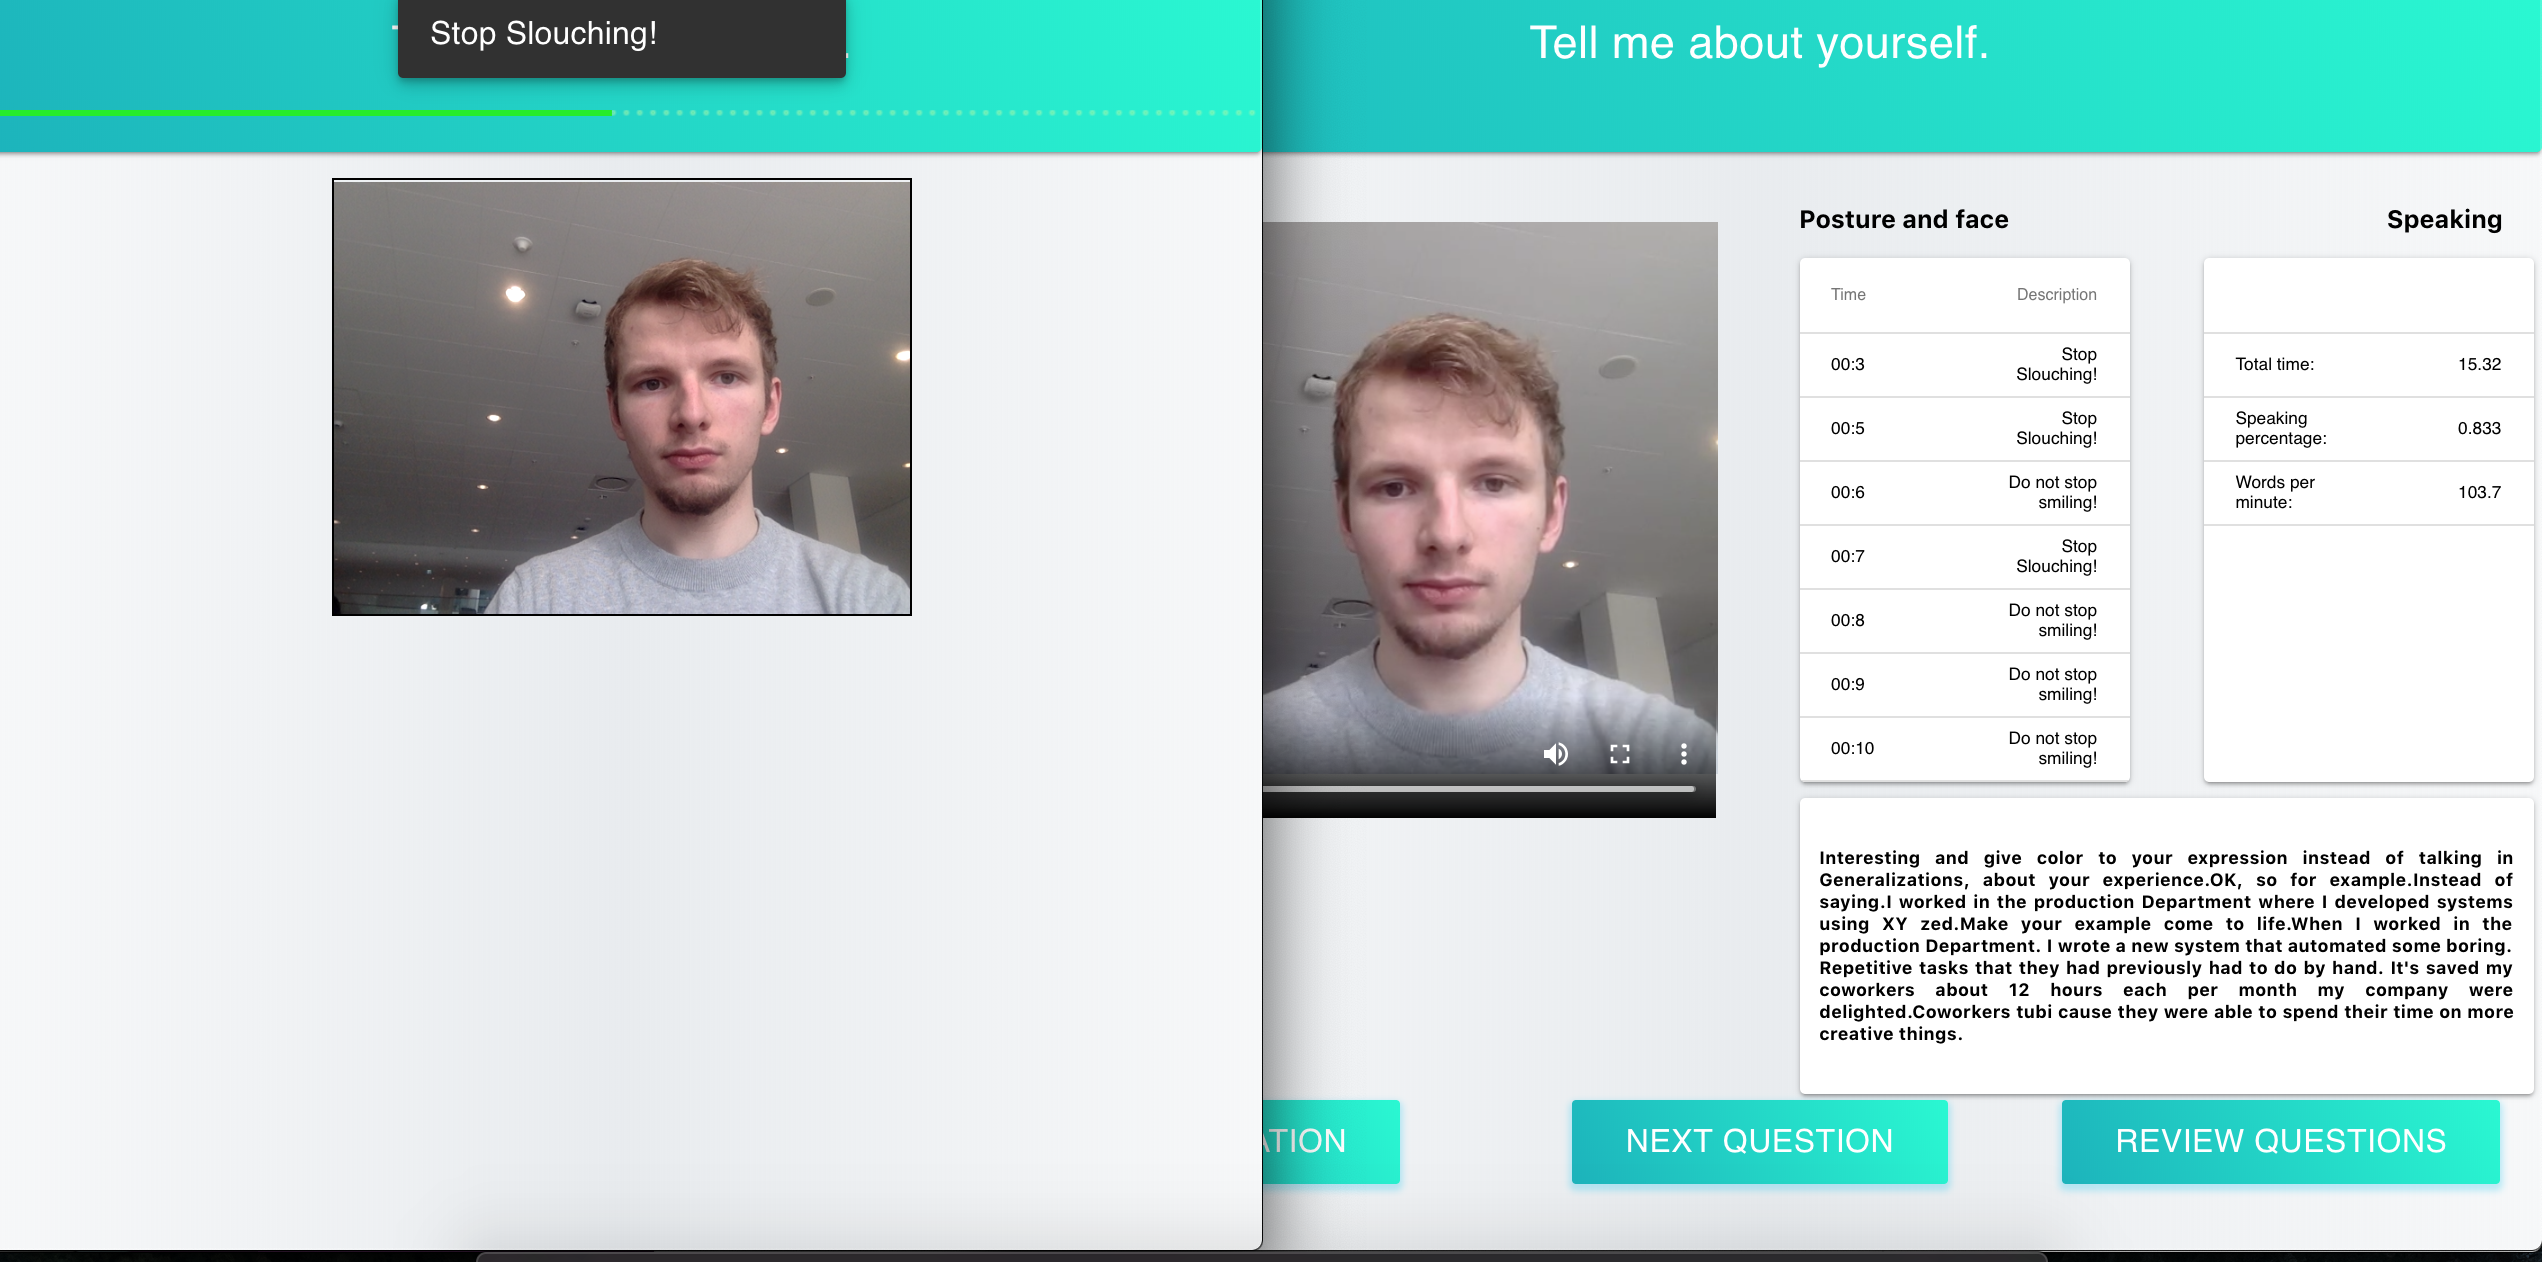 Stop Slouching!
Tell me about yourself.
Posture and face
Speaking
Time Description
00:3 Stop
Slouching!
00:5 Stop
Slouching!
00:6 Do not stop
smiling!
00:7 Stop
Slouching!
00:8 Do not stop
smiling!
00:9 Do not stop
smiling!
00:10 Do not stop
smiling!
Total time: 15.32
Speaking
percentage: 0.833
Words per
minute: 103.7
Interesting and give color to your expression instead of talking in
Generalizations, about your experience.OK, so for example.Instead of
saying.I worked in the production Department where I developed systems
using XY zed.Make your example come to life.When I worked in the
production Department. I wrote a new system that automated some boring.
Repetitive tasks that they had previously had to do by hand. It's saved my
coworkers about 12 hours each per month my company were
delighted.Coworkers tubi cause they were able to spend their time on more
creative things.
ATION
NEXT QUESTION
REVIEW QUESTIONS